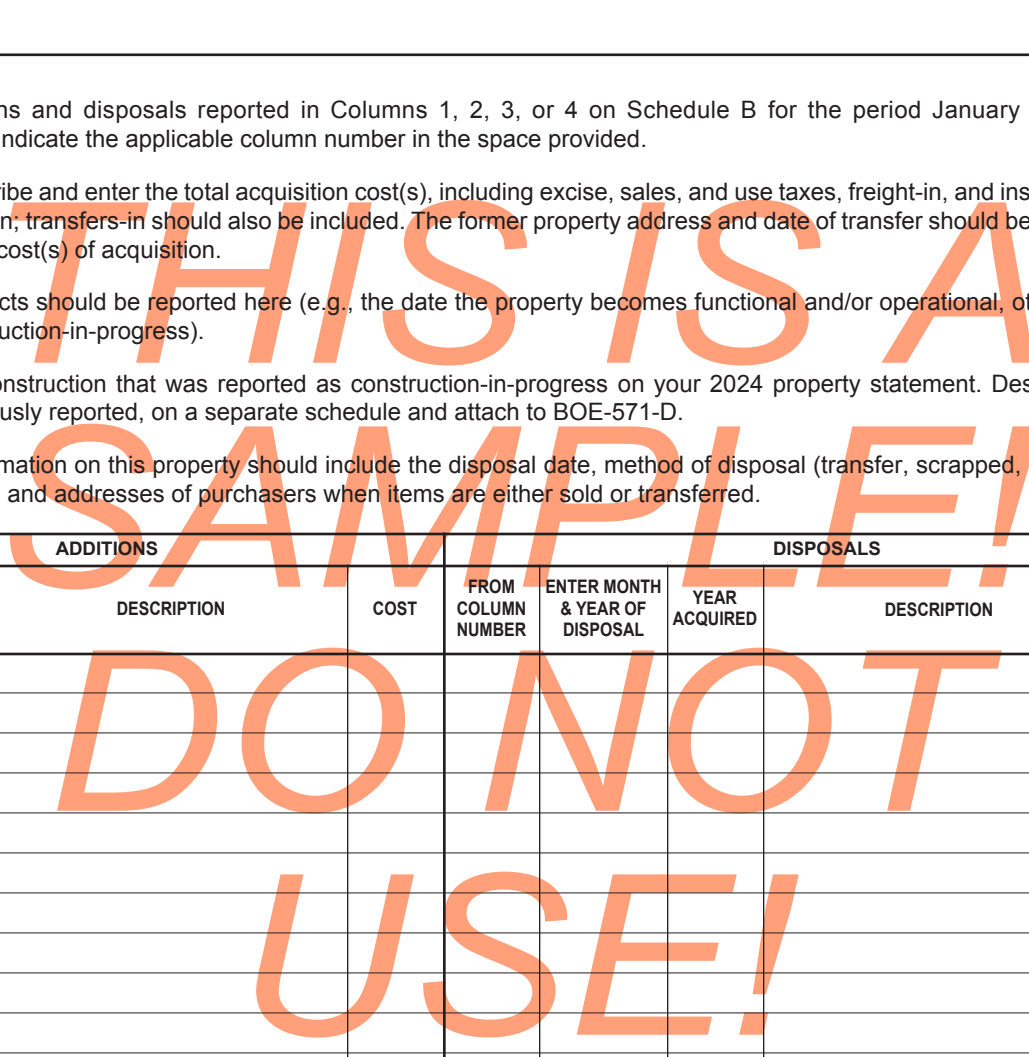 ns and disposals reported in Columns 1, 2, 3, or 4 on Schedule B for the period January
ndicate the applicable column number in the space provided.
ribe and enter the total acquisition cost(s), including excise, sales, and use taxes, freight-in, and ins
n; transfers-in should also be included. The former property address and date of transfer should be
cost(s) of acquisition.
cts should be reported here (e.g., the date the property becomes functional and/or operational, ot
uction-in-progress).
onstruction that was reported as construction-in-progress on your 2024 property statement. Des
usly reported, on a separate schedule and attach to BOE-571-D.
mation on this property should include the disposal date, method of disposal (transfer, scrapped,
and addresses of purchasers when items are either sold or transferred.
THIS IS A
SAMPLE!
DO NOT
USE!
ADDITIONS
DISPOSALS
DESCRIPTION
COST
FROM
COLUMN
NUMBER
ENTER MONTH
& YEAR OF
DISPOSAL
YEAR
ACQUIRED
DESCRIPTION